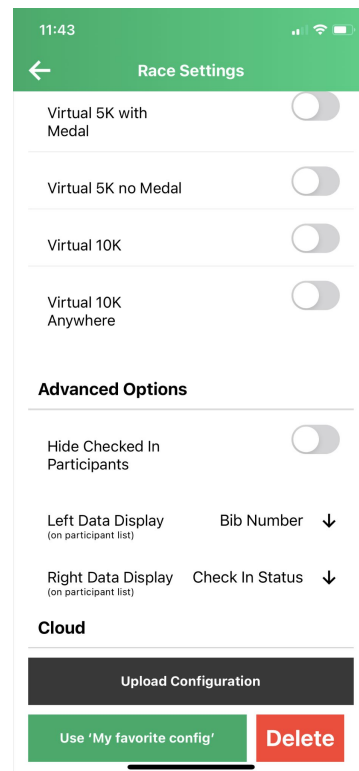 11:43
Race Settings
Virtual 5K with
Medal
Virtual 5K no Medal
Virtual 10K
Virtual 10K
Anywhere
Advanced Options
Hide Checked In
Participants
Left Data Display
Bib Number
(on participant list)
Right Data Display
Check In Status
(on participant list)
Cloud
Upload Configuration
Use ‘My favorite config’
Delete